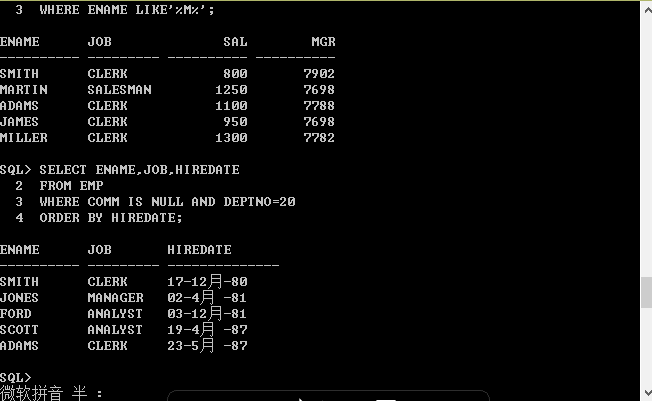 3  WHERE ENAME LIKE'%M%';
ENAME      JOB              SAL        MGR
---------- --------- ---------- ----------
SMITH      CLERK            800       7902
MARTIN     SALESMAN        1250       7698
ADAMS      CLERK           1100       7788
JAMES      CLERK            950       7698
MILLER     CLERK           1300       7782
SQL> SELECT ENAME,JOB,HIREDATE
  2  FROM EMP
  3  WHERE COMM IS NULL AND DEPTNO=20
  4  ORDER BY HIREDATE;
ENAME      JOB       HIREDATE
---------- --------- --------------
SMITH      CLERK     17-12月-80
JONES      MANAGER   02-4月 -81
FORD       ANALYST   03-12月-81
SCOTT      ANALYST   19-4月 -87
ADAMS      CLERK     23-5月 -87
SQL>
微软拼音 半 :